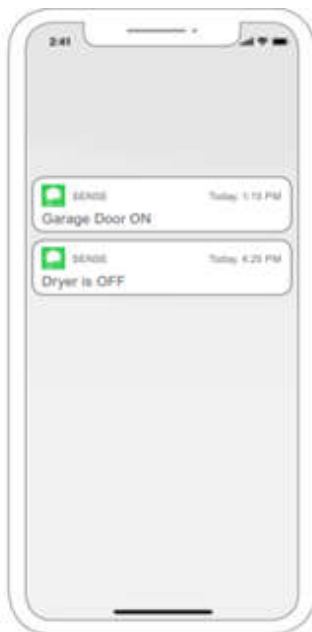 2:41
SENSE Today, 1:15 PM
Garage Door ON
SENSE Today, 4:25 PM
Dryer is OFF